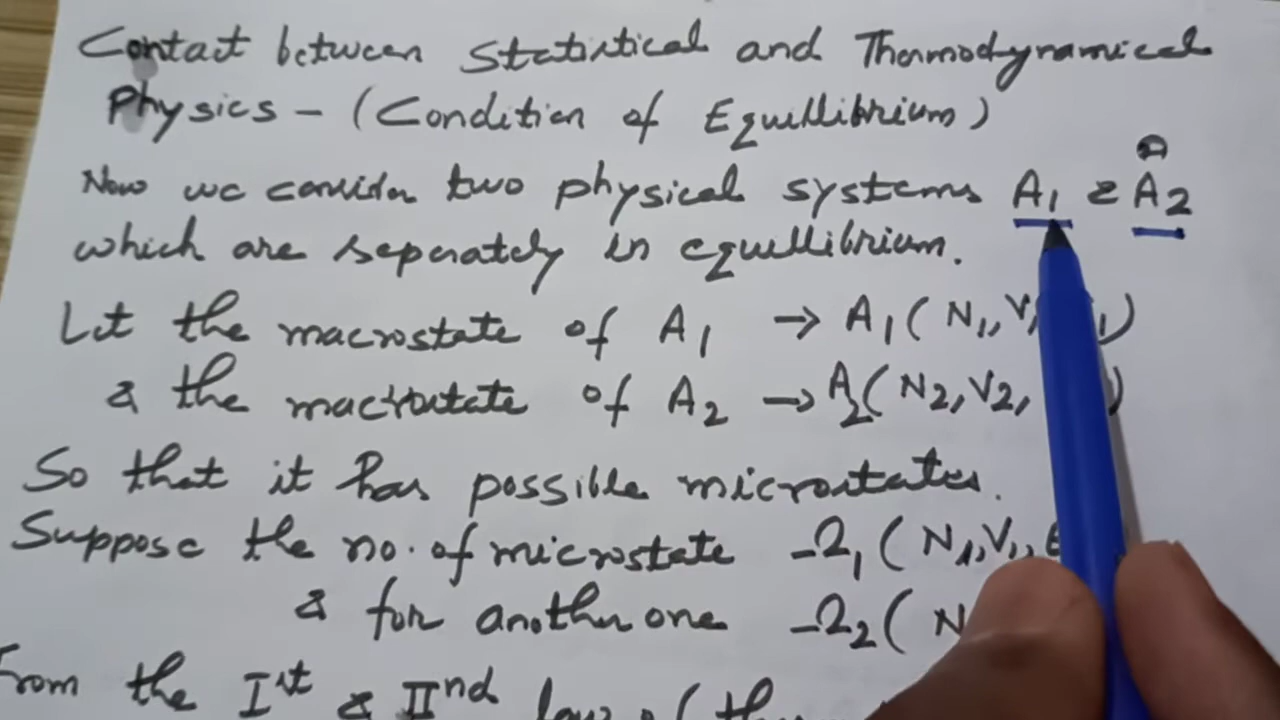 Contact between Statistical and Thermodynamical
Physics - (Condition of Equillibrium)
Now we consider two physical systems A₁ & A₂
which are seperately in equillibrium.
Let the macrostate of A₁ → A₁(N₁,V₁
& the macrostate of A₂ → A₂(N₂,V₂,
So that it has possible microstates.
Suppose the no. of microstate Ω₁(N₁,V₁,E
& for another one Ω₂(N
From the Iˢᵗ & IIⁿᵈ law of